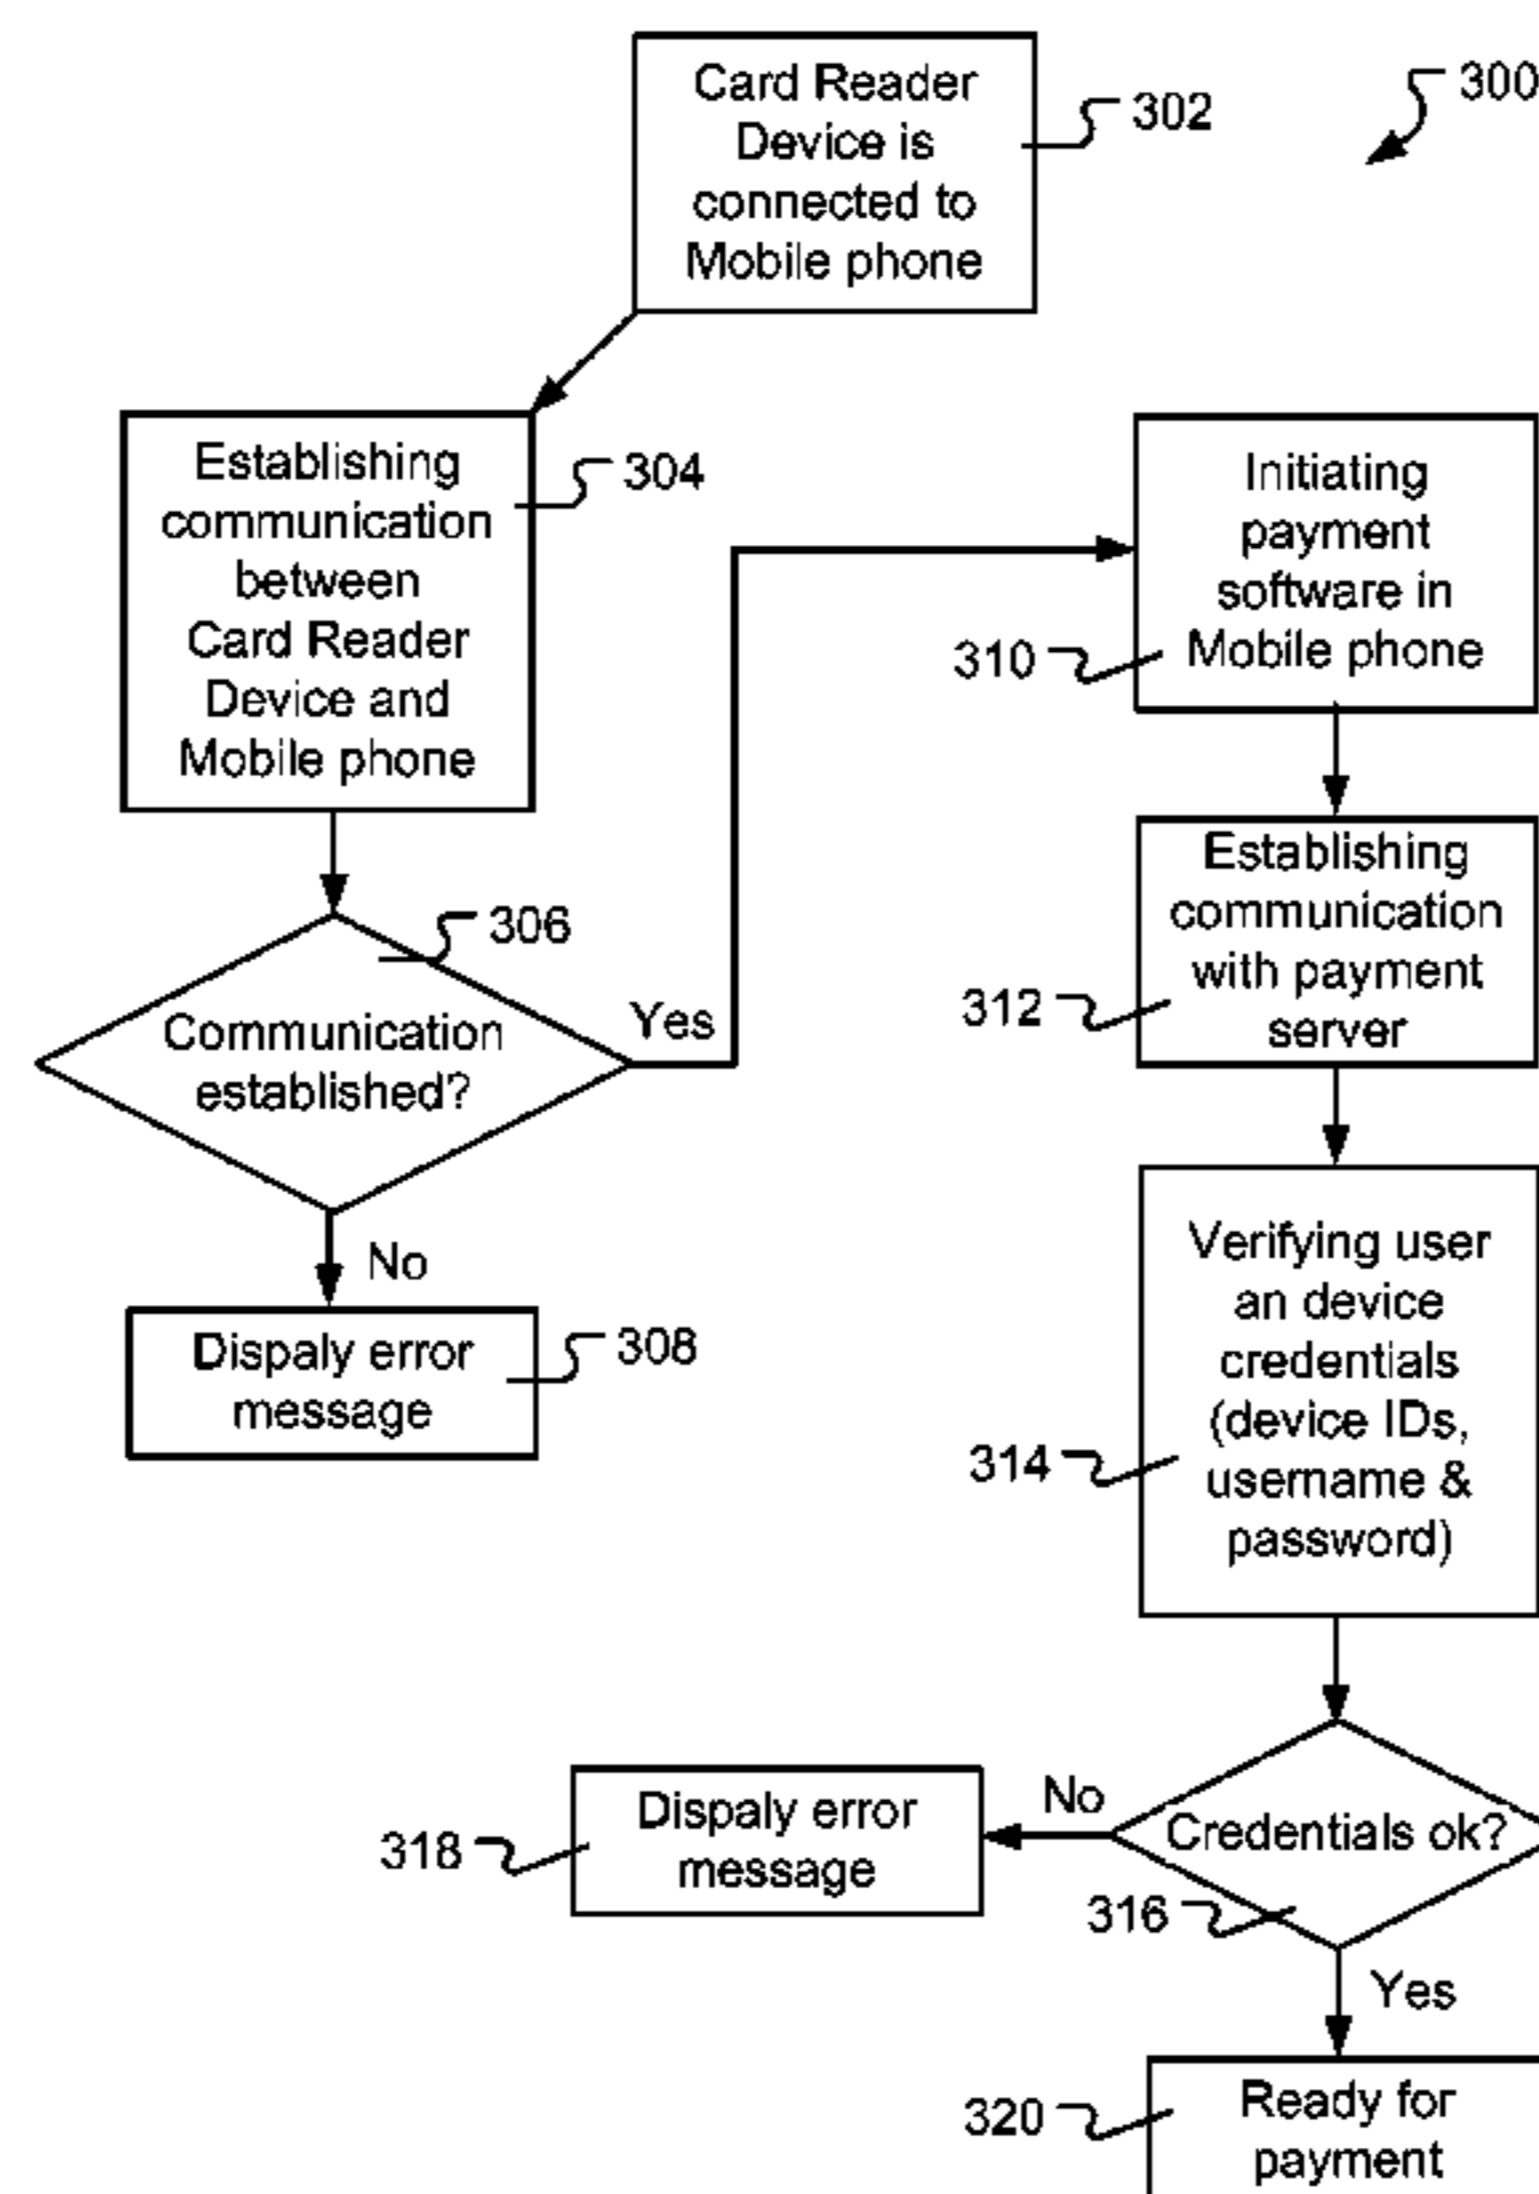 Card Reader
Device is
connected to
Mobile phone
302
300
Establishing
communication
between
Card Reader
Device and
Mobile phone
304
306
Communication
established?
Yes
No
Dispaly error
message
308
Initiating
payment
software in
Mobile phone
310
Establishing
communication
with payment
server
312
Verifying user
an device
credentials
(device IDs,
username &
password)
314
Credentials ok?
316
No
Dispaly error
message
318
Yes
Ready for
payment
320